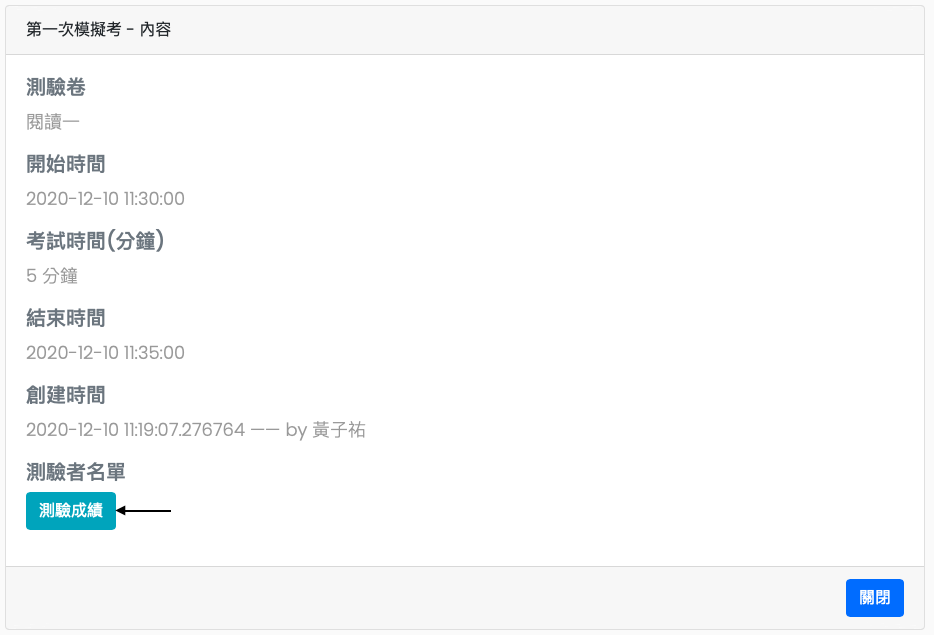 第一次模擬考 - 內容
測驗卷
閱讀一
開始時間
2020-12-10 11:30:00
考試時間(分鐘)
5 分鐘
結束時間
2020-12-10 11:35:00
創建時間
2020-12-10 11:19:07.276764 —— by 黃子祐
測驗者名單
測驗成績
關閉